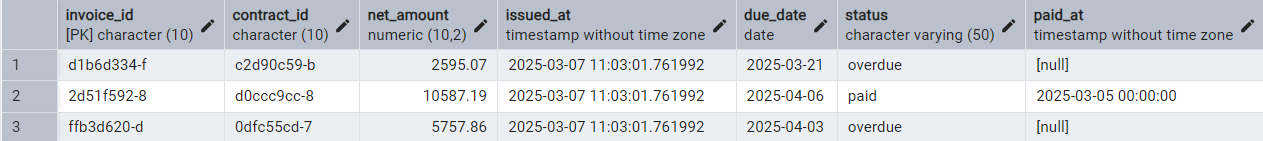 invoice_id contract_id net_amount issued_at due_date status paid_at
[PK] character (10) character (10) numeric (10,2) timestamp without time zone date character varying (50) timestamp without time zone
1 d1b6d334-f c2d90c59-b 2595.07 2025-03-07 11:03:01.761992 2025-03-21 overdue [null]
2 2d51f592-8 d0ccc9cc-8 10587.19 2025-03-07 11:03:01.761992 2025-04-06 paid 2025-03-05 00:00:00
3 ffb3d620-d 0dfc55cd-7 5757.86 2025-03-07 11:03:01.761992 2025-04-03 overdue [null]